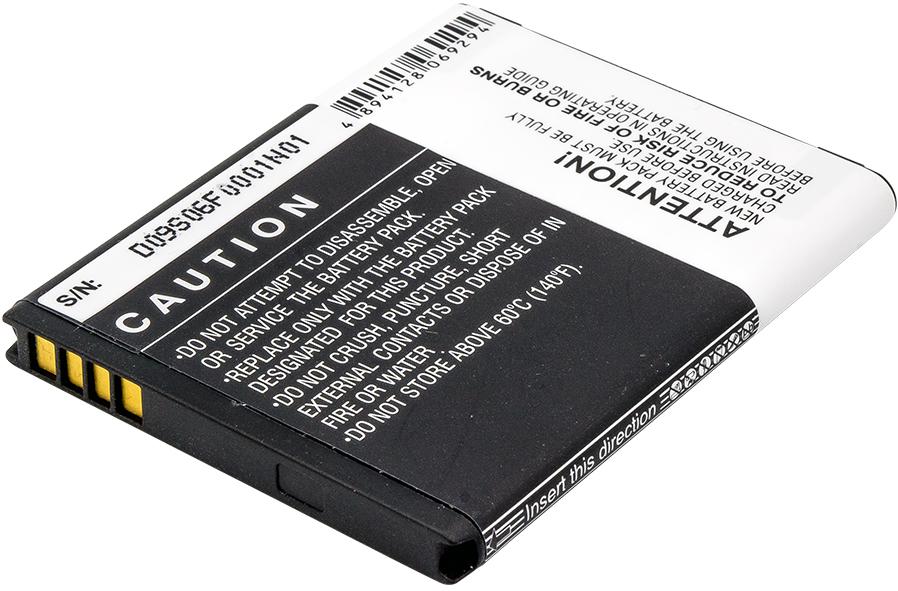 4894128069294
S/N: D09S06F0001N01
CAUTION
·DO NOT ATTEMPT TO DISASSEMBLE, OPEN
OR SERVICE THE BATTERY PACK.
·REPLACE ONLY WITH THE BATTERY PACK
DESIGNATED FOR THIS PRODUCT.
·DO NOT CRUSH, PUNCTURE, SHORT
EXTERNAL CONTACTS OR DISPOSE OF IN
FIRE OR WATER.
·DO NOT STORE ABOVE 60°C (140°F).
Insert this direction
ATTENTION!
NEW BATTERY PACK MUST BE FULLY
CHARGED BEFORE USE.
TO REDUCE RISK OF FIRE OR BURNS
READ INSTRUCTIONS IN OPERATING GUIDE
BEFORE USING THE BATTERY.